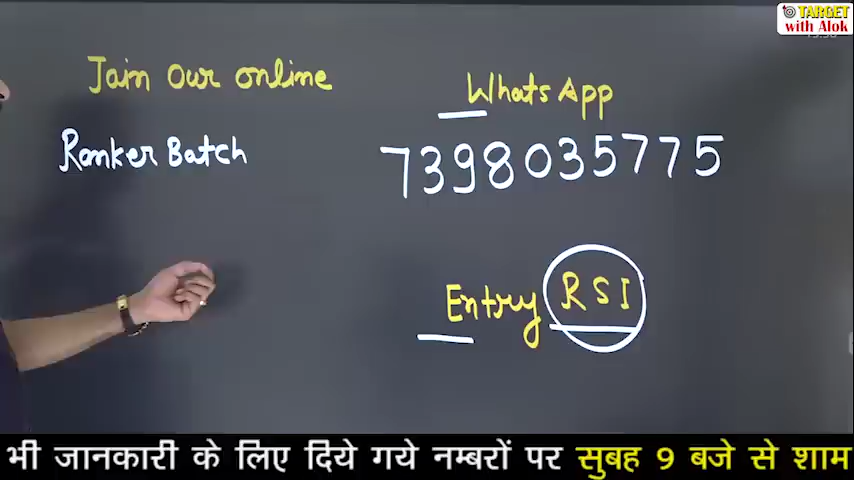 TARGET
with Alok
Join Our online
WhatsApp
Ranker Batch
7398035775
Entry RSI
भी जानकारी के लिए दिये गये नम्बरों पर सुबह 9 बजे से शाम